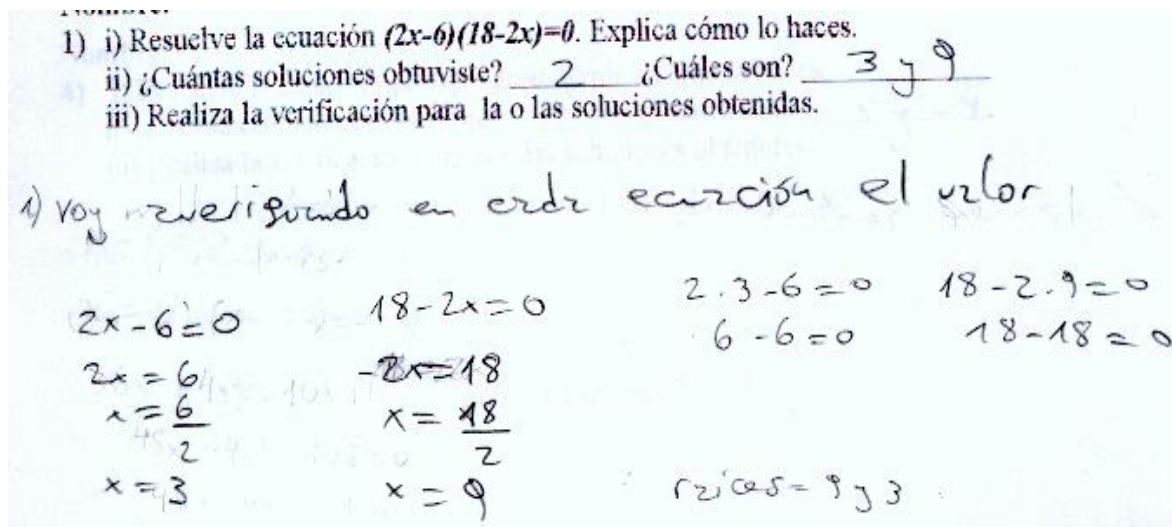 1) i) Resuelve la ecuación (2x-6)(18-2x)=0. Explica cómo lo haces.
ii) ¿Cuántas soluciones obtuviste? 2 ¿Cuáles son? 3 y 9
iii) Realiza la verificación para la o las soluciones obtenidas.
1) voy averiguando en cada ecuación el valor
2x-6=0
2x=6
x=6/2
x=3
18-2x=0
-2x=18
x=18/2
x=9
2.3-6=0
6-6=0
18-2.9=0
18-18=0
raices=9 y 3